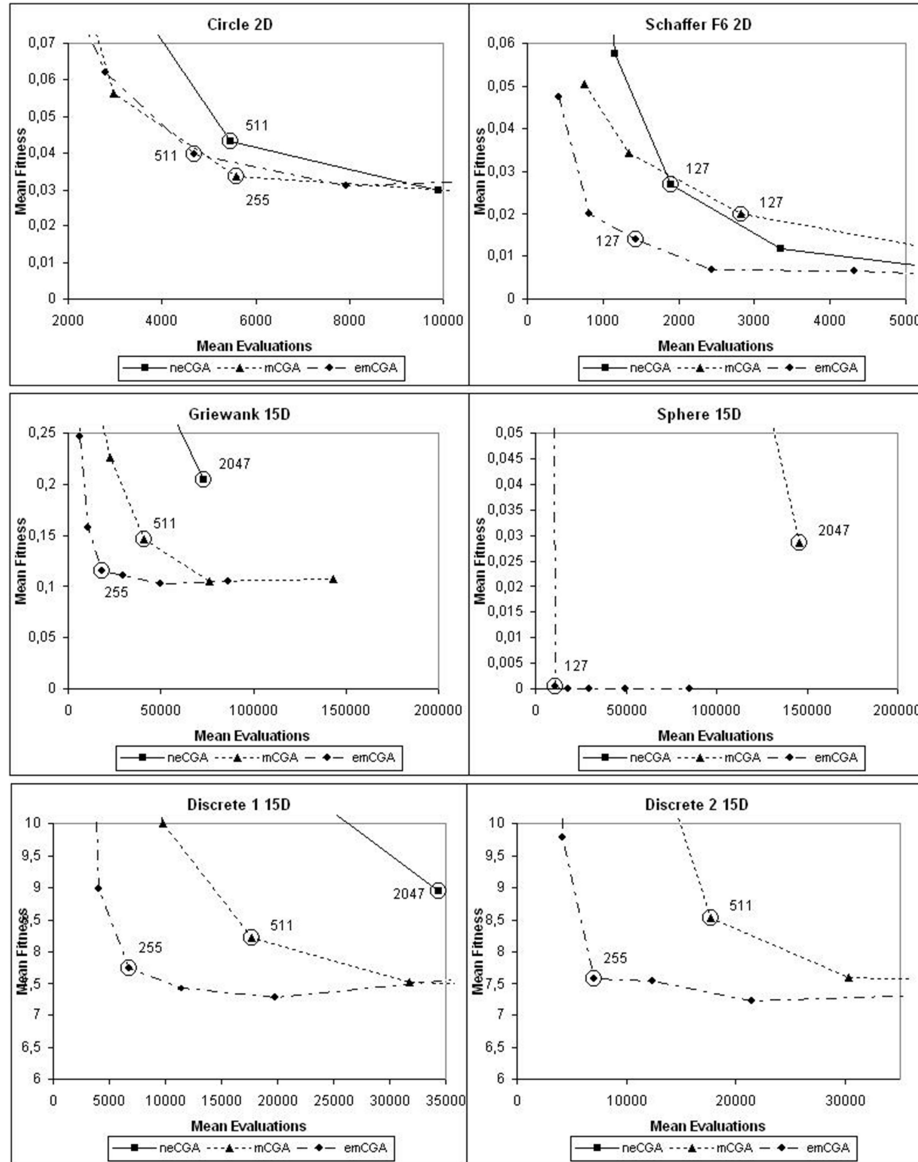 Circle 2D
Mean Fitness
0,07
0,06
0,05
0,04
0,03
0,02
0,01
0
511
511
255
2000 4000 6000 8000 10000
Mean Evaluations
neCGA mCGA emCGA
Schaffer F6 2D
Mean Fitness
0,06
0,05
0,04
0,03
0,02
0,01
0
127
127
127
0 1000 2000 3000 4000 5000
Mean Evaluations
neCGA mCGA emCGA
Griewank 15D
Mean Fitness
0,25
0,2
0,15
0,1
0,05
0
2047
511
255
0 50000 100000 150000 200000
Mean Evaluations
neCGA mCGA emCGA
Sphere 15D
Mean Fitness
0,05
0,045
0,04
0,035
0,03
0,025
0,02
0,015
0,01
0,005
0
2047
127
0 50000 100000 150000 200000
Mean Evaluations
neCGA mCGA emCGA
Discrete 1 15D
Mean Fitness
10
9,5
9
8,5
8
7,5
7
6,5
6
2047
511
255
0 5000 10000 15000 20000 25000 30000 35000
Mean Evaluations
neCGA mCGA emCGA
Discrete 2 15D
Mean Fitness
10
9,5
9
8,5
8
7,5
7
6,5
6
511
255
0 10000 20000 30000
Mean Evaluations
neCGA mCGA emCGA